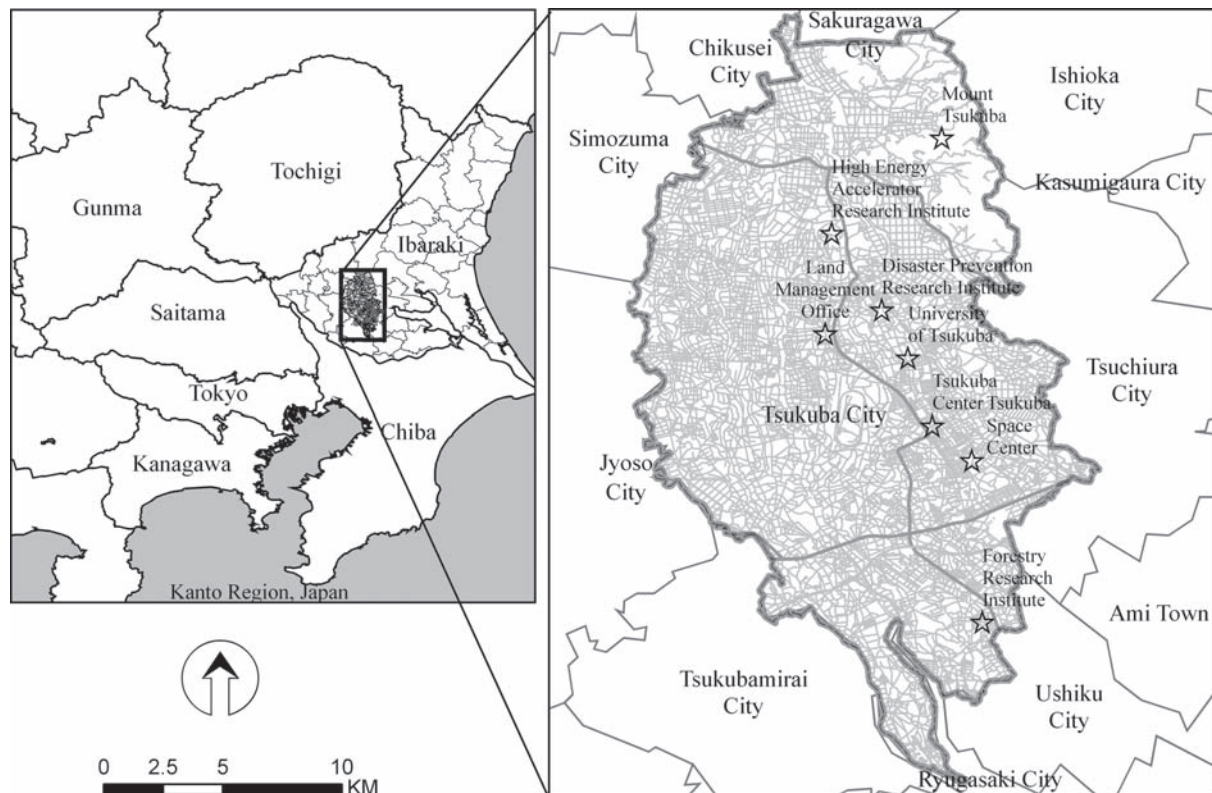 Tochigi
Gunma
Ibaraki
Saitama
Tokyo
Chiba
Kanagawa
Kanto Region, Japan
0 2.5 5 10
KM
Sakuragawa
City
Chikusei
City
Ishioka
City
Mount
Tsukuba
Simozuma
City
High Energy
Accelerator
Research Institute
Kasumigaura City
Land
Management
Office
Disaster Prevention
Research Institute
University
of Tsukuba
Tsuchiura
City
Tsukuba
Center
Tsukuba
Space
Center
Tsukuba City
Jyoso
City
Forestry
Research
Institute
Ami Town
Tsukubamirai
City
Ushiku
City
Ryugasaki City